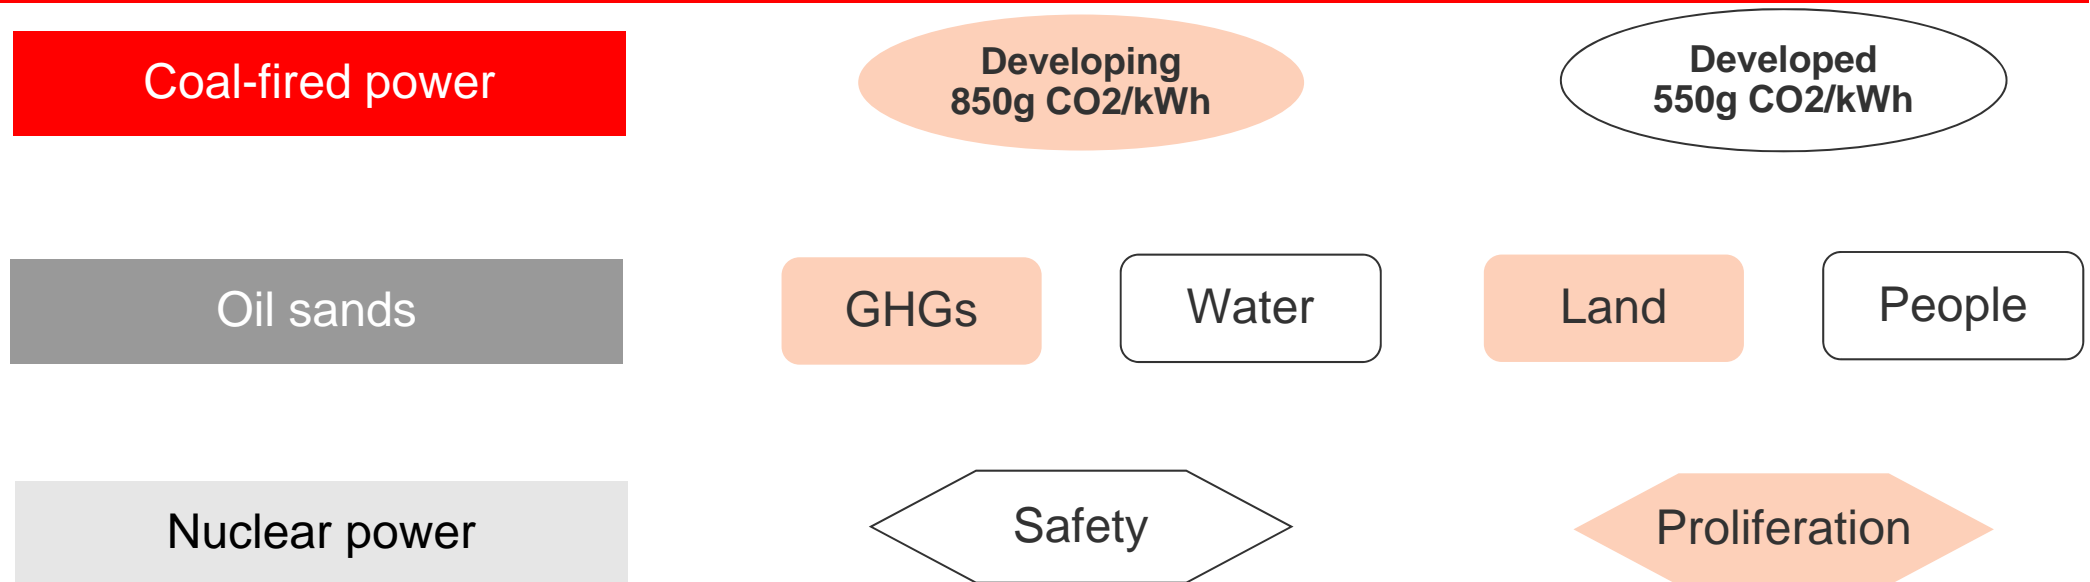 Coal-fired power
Developing
850g CO2/kWh
Developed
550g CO2/kWh
Oil sands
GHGs
Water
Land
People
Nuclear power
Safety
Proliferation